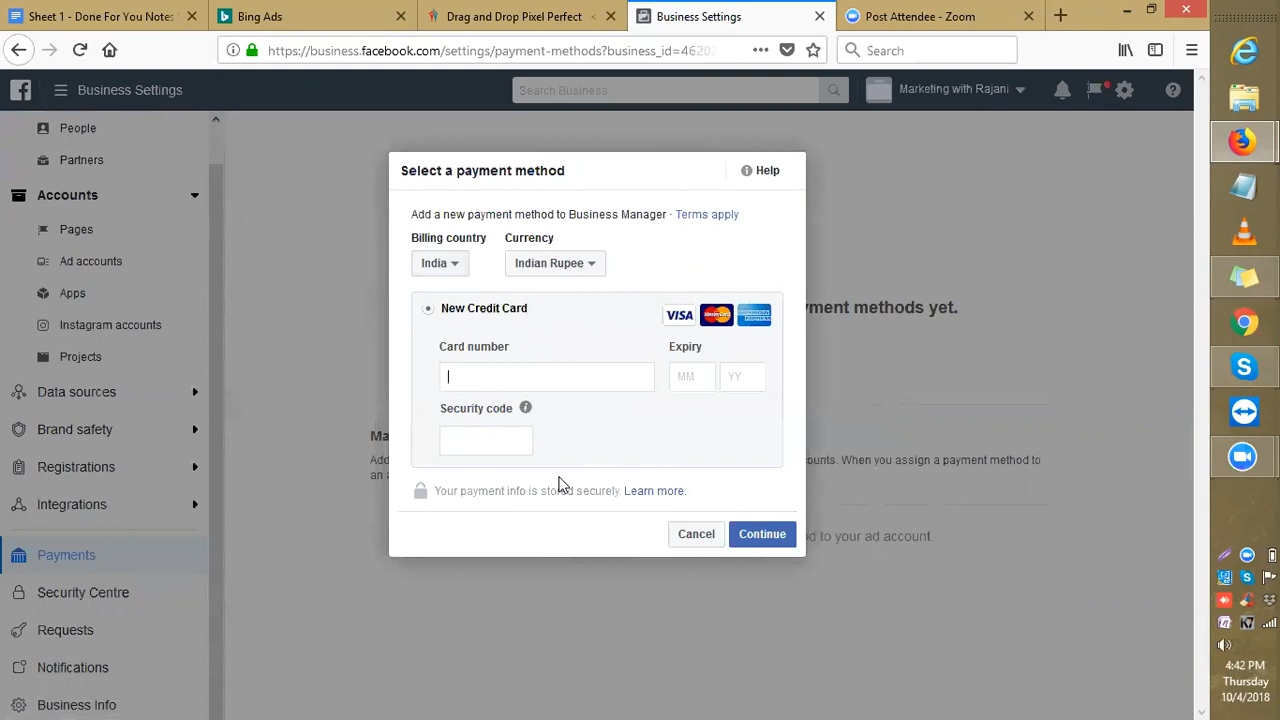 Sheet 1 - Done For You Notes
Bing Ads
Drag and Drop Pixel Perfect
Business Settings
Post Attendee - Zoom
https://business.facebook.com/settings/payment-methods?business_id=46202
Search
Business Settings
Search Business
Marketing with Rajani
People
Partners
Accounts
Pages
Ad accounts
Apps
Instagram accounts
Projects
Data sources
Brand safety
Registrations
Integrations
Payments
Security Centre
Requests
Notifications
Business Info
Select a payment method
Help
Add a new payment method to Business Manager · Terms apply
Billing country
Currency
India
Indian Rupee
New Credit Card
VISA
MasterCard
Card number
Expiry
MM
YY
Security code
Your payment info is stored securely. Learn more.
Cancel
Continue
yment methods yet.
Ma
Add
counts. When you assign a payment method to
an a
od to your ad account.
4:42 PM
Thursday
10/4/2018